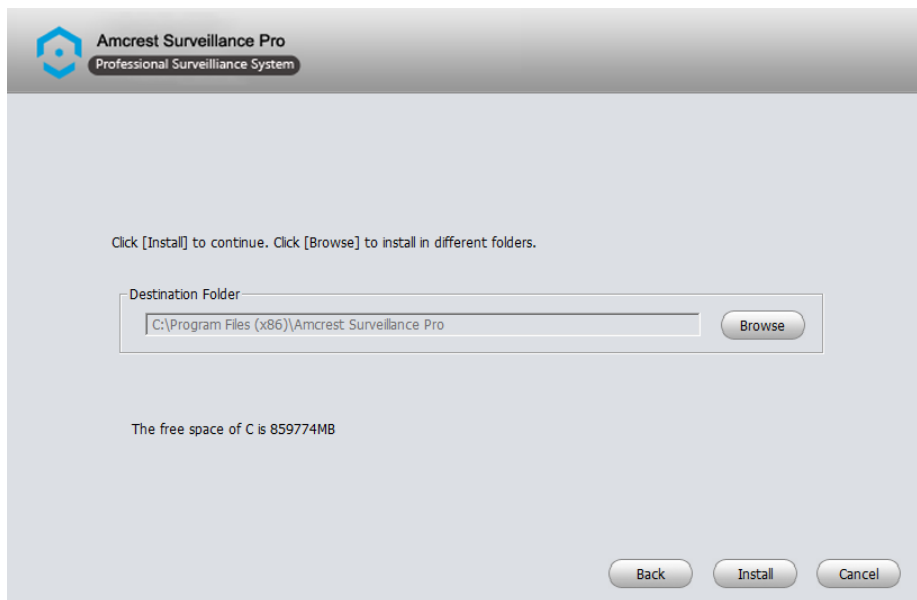 Amcrest Surveillance Pro
Professional Surveilliance System
Click [Install] to continue. Click [Browse] to install in different folders.
Destination Folder
C:\Program Files (x86)\Amcrest Surveillance Pro
Browse
The free space of C is 859774MB
Back
Install
Cancel